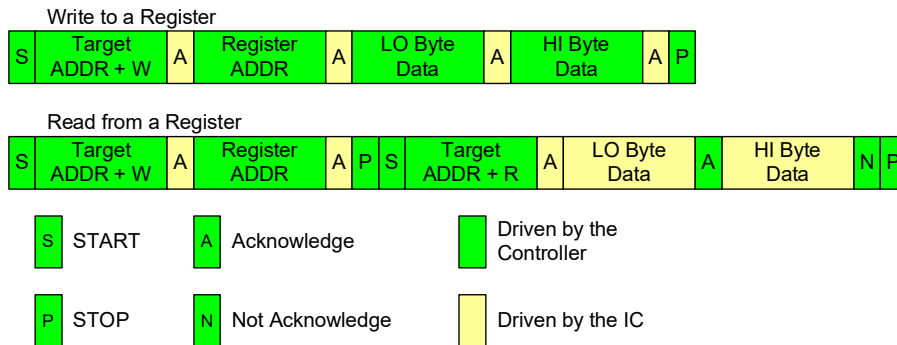 Write to a Register
S Target ADDR + W A Register ADDR A LO Byte Data A HI Byte Data A P
Read from a Register
S Target ADDR + W A Register ADDR A P S Target ADDR + R A LO Byte Data A HI Byte Data N P
S START A Acknowledge Driven by the Controller
P STOP N Not Acknowledge Driven by the IC